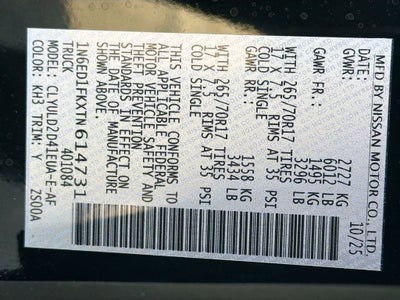 MFD BY NISSAN MOTOR CO., LTD.
DATE: 10/25
GVWR: 2727 KG
6012 LB
GAWR FR: 1495 KG
3296 LB
WITH 265/70R17 TIRES
17 X 7.5 RIMS AT 35 PSI
COLD SINGLE
GAWR RR: 1558 KG
3434 LB
WITH 265/70R17 TIRES
17 X 7.5 RIMS AT 35 PSI
COLD SINGLE
THIS VEHICLE CONFORMS TO
ALL APPLICABLE FEDERAL
MOTOR VEHICLE SAFETY AND
THEFT PREVENTION
STANDARDS IN EFFECT ON
THE DATE OF MANUFACTURE
SHOWN ABOVE.
1N6ED1FKXTN614731
TRUCK 401084
MODEL: CLYULD2D41EUA-E-AF
COLOR: KH3 TRIM: Y ZS00A